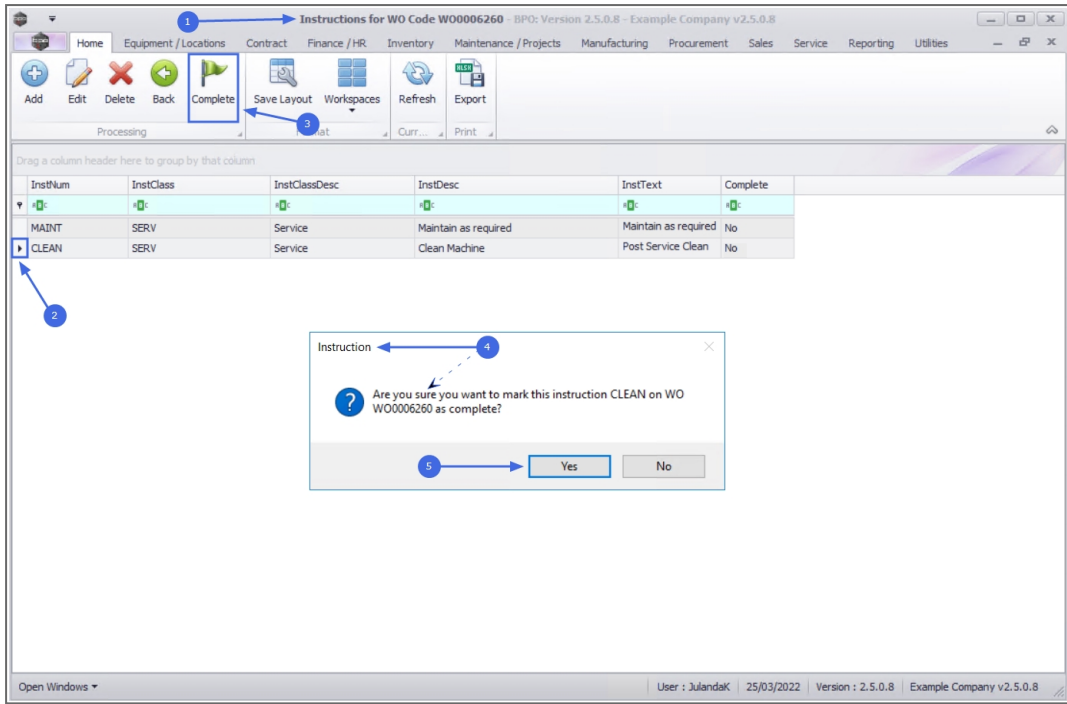 1
Instructions for WO Code WO0006260 - BPO: Version 2.5.0.8 - Example Company v2.5.0.8
Home Equipment / Locations Contract Finance / HR Inventory Maintenance / Projects Manufacturing Procurement Sales Service Reporting Utilities
Add Edit Delete Back Complete Save Layout Workspaces Refresh Export
3
Processing Curr... Print
Drag a column header here to group by that column
InstNum InstClass InstClassDesc InstDesc InstText Complete
MAINT SERV Service Maintain as required Maintain as required No
CLEAN SERV Service Clean Machine Post Service Clean No
2
Instruction
4
Are you sure you want to mark this instruction CLEAN on WO
WO0006260 as complete?
5
Yes No
Open Windows User : JulandaK 25/03/2022 Version : 2.5.0.8 Example Company v2.5.0.8